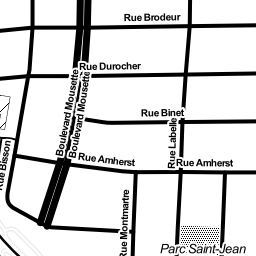 Rue Brodeur
Rue Durocher
Boulevard Mousette
Boulevard Mousette
Rue Binet
Rue Labelle
Rue Amherst
Rue Amherst
Rue Bisson
Rue Montmartre
Parc Saint-Jean